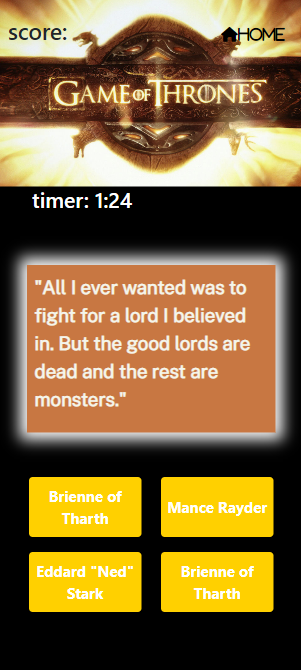 score:
HOME
GAME OF THRONES
timer: 1:24
"All I ever wanted was to
fight for a lord I believed
in. But the good lords are
dead and the rest are
monsters."
Brienne of
Tharth
Mance Rayder
Eddard "Ned"
Stark
Brienne of
Tharth